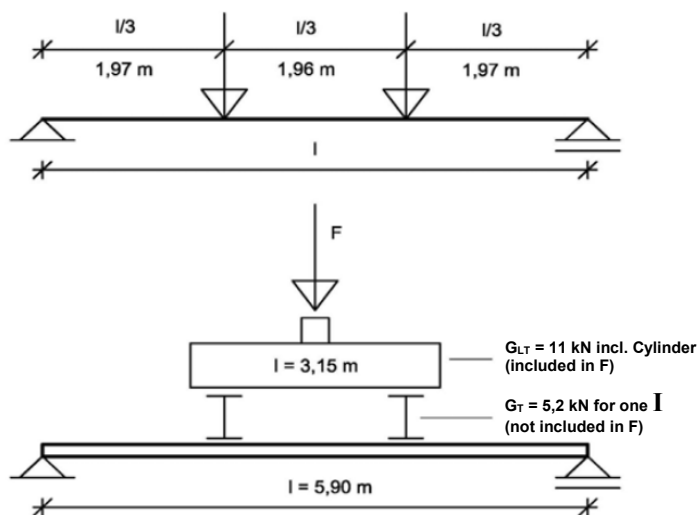 l/3
l/3
l/3
1,97 m
1,96 m
1,97 m
l
F
l = 3,15 m
GLT = 11 kN incl. Cylinder
(included in F)
GT = 5,2 kN for one I
(not included in F)
l = 5,90 m